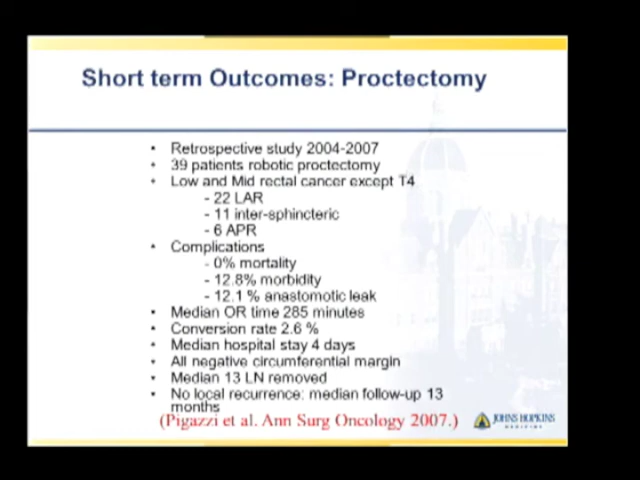 Short term Outcomes: Proctectomy
• Retrospective study 2004-2007
• 39 patients robotic proctectomy
• Low and Mid rectal cancer except T4
- 22 LAR
- 11 inter-sphincteric
- 6 APR
• Complications
- 0% mortality
- 12.8% morbidity
- 12.1 % anastomotic leak
• Median OR time 285 minutes
• Conversion rate 2.6 %
• Median hospital stay 4 days
• All negative circumferential margin
• Median 13 LN removed
• No local recurrence: median follow-up 13
months
(Pigazzi et al. Ann Surg Oncology 2007.)
JOHNS HOPKINS
MEDICINE